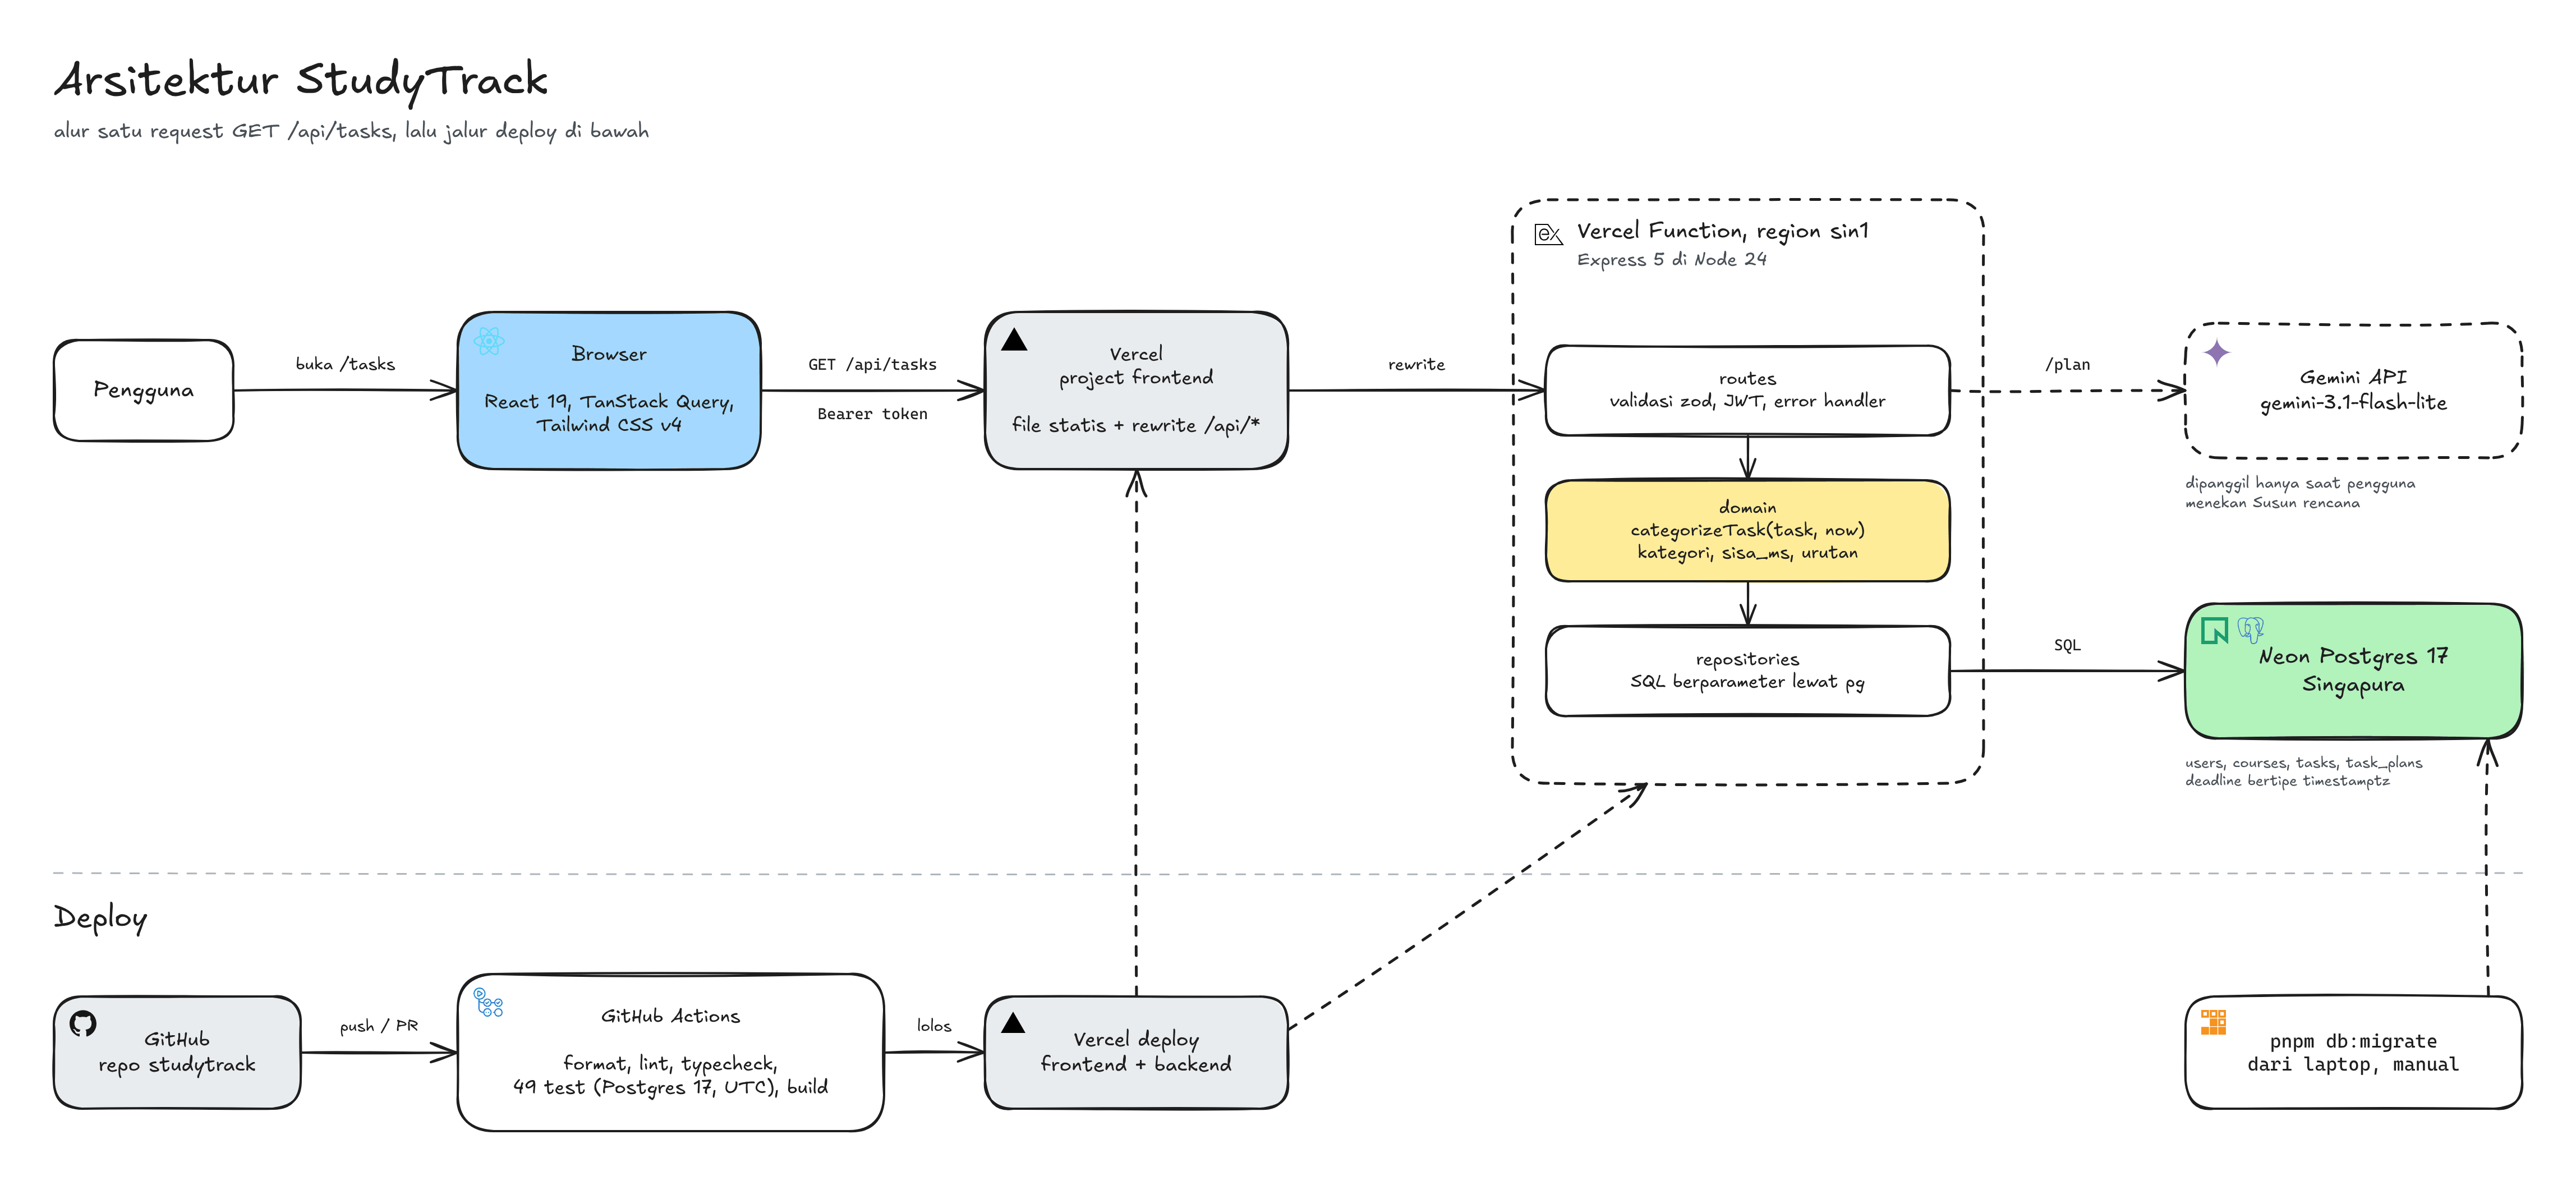 Arsitektur StudyTrack
alur satu request GET /api/tasks, lalu jalur deploy di bawah
Pengguna
buka /tasks
Browser
React 19, TanStack Query,
Tailwind CSS v4
GET /api/tasks
Bearer token
Vercel
project frontend
file statis + rewrite /api/*
rewrite
ex
Vercel Function, region sin1
Express 5 di Node 24
routes
validasi zod, JWT, error handler
domain
categorizeTask(task, now)
kategori, sisa_ms, urutan
repositories
SQL berparameter lewat pg
/plan
Gemini API
gemini-3.1-flash-lite
dipanggil hanya saat pengguna
menekan Susun rencana
SQL
Neon Postgres 17
Singapura
users, courses, tasks, task_plans
deadline bertipe timestamptz
Deploy
GitHub
repo studytrack
push / PR
GitHub Actions
format, lint, typecheck,
49 test (Postgres 17, UTC), build
lolos
Vercel deploy
frontend + backend
pnpm db:migrate
dari laptop, manual